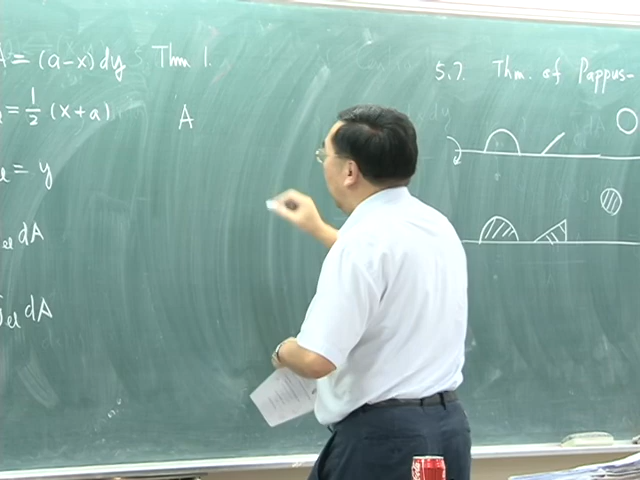 = (a-x) dy
= 1/2 (x+a)
= y
el dA
el dA
Thm 1.
A
5.7. Thm. of Pappus-